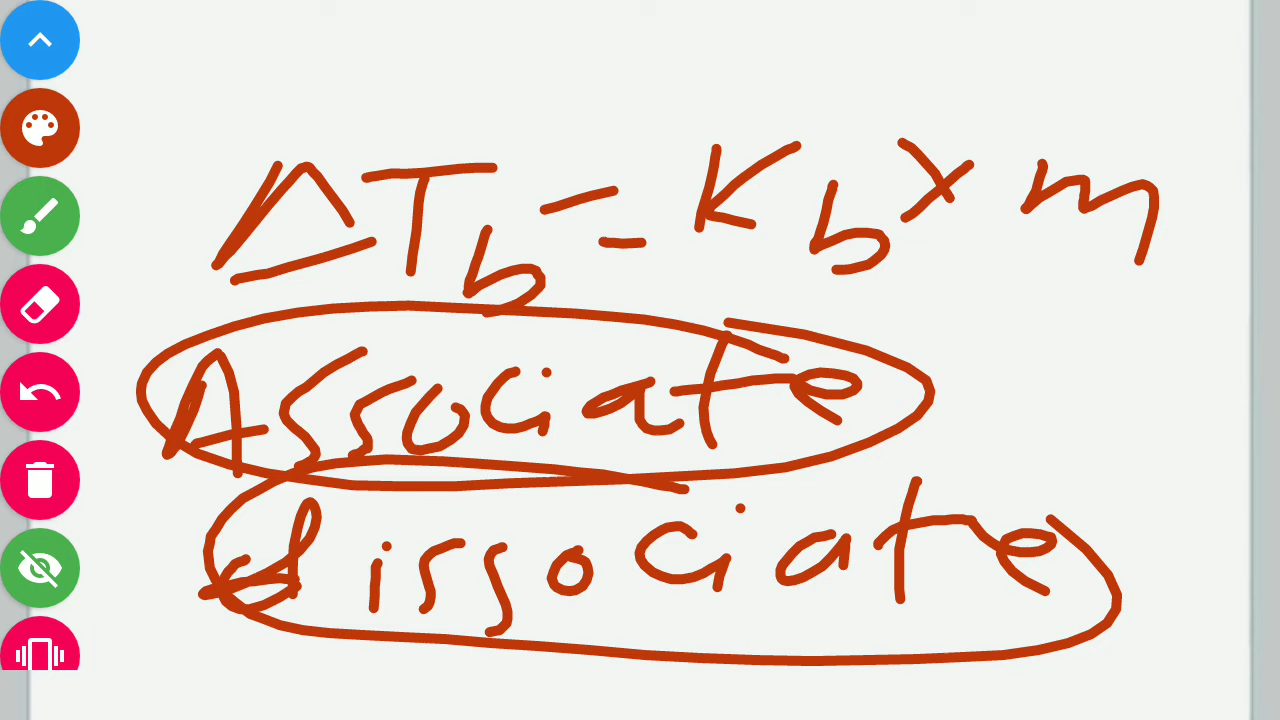 ΔTb = Kb × m
Associate
dissociate